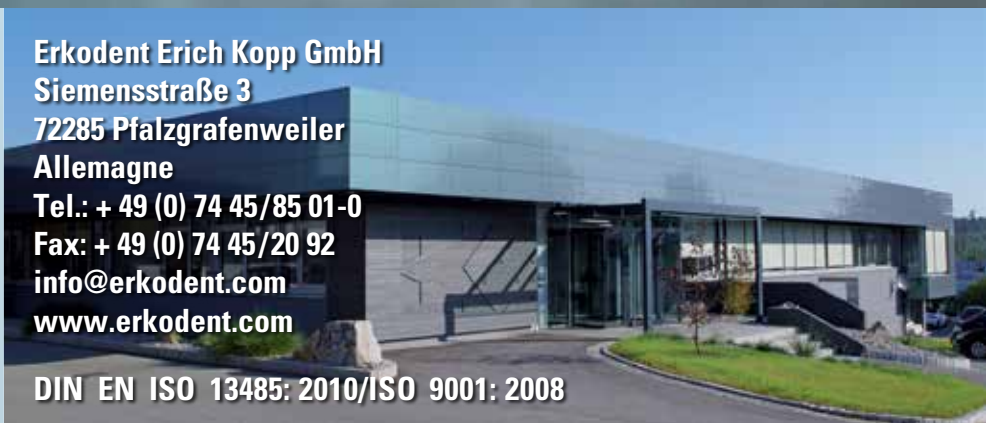 Erkodent Erich Kopp GmbH
Siemensstraße 3
72285 Pfalzgrafenweiler
Allemagne
Tel.: + 49 (0) 74 45/85 01-0
Fax: + 49 (0) 74 45/20 92
info@erkodent.com
www.erkodent.com
DIN EN ISO 13485: 2010/ISO 9001: 2008